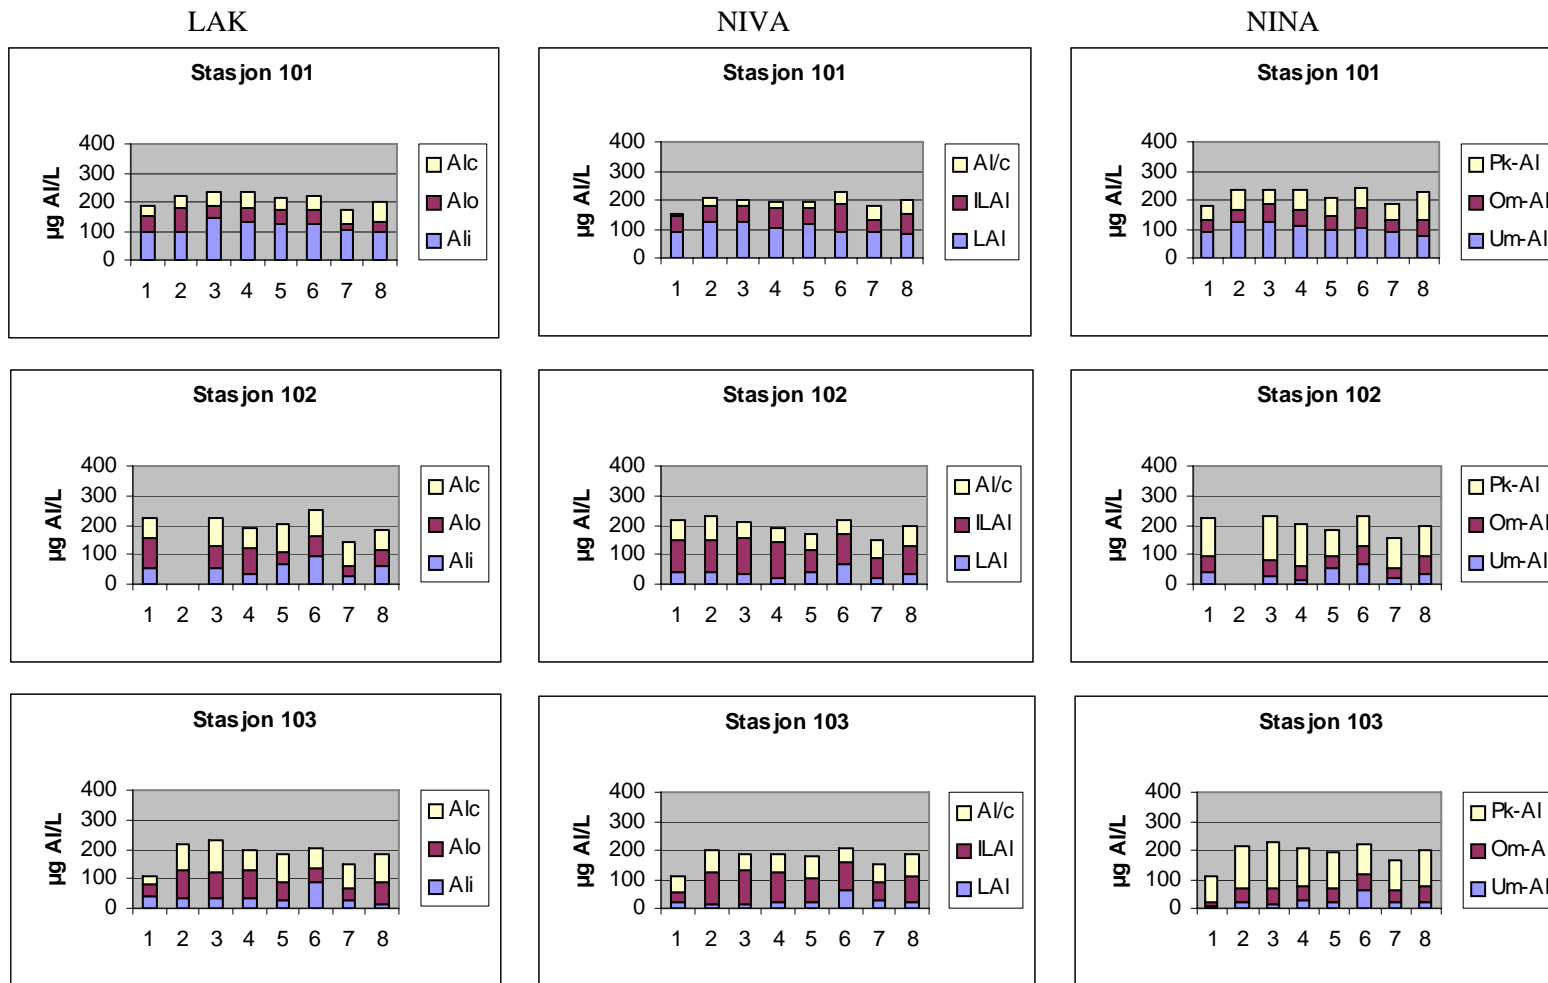 LAK NIVA NINA
Stasjon 101
µg Al/L
400
300
200
100
0
1 2 3 4 5 6 7 8
Alc
Alo
Ali
Stasjon 101
µg Al/L
400
300
200
100
0
1 2 3 4 5 6 7 8
Al/c
ILAl
LAl
Stasjon 101
µg Al/L
400
300
200
100
0
1 2 3 4 5 6 7 8
Pk-Al
Om-Al
Um-Al
Stasjon 102
µg Al/L
400
300
200
100
0
1 2 3 4 5 6 7 8
Alc
Alo
Ali
Stasjon 102
µg Al/L
400
300
200
100
0
1 2 3 4 5 6 7 8
Al/c
ILAl
LAl
Stasjon 102
µg Al/L
400
300
200
100
0
1 2 3 4 5 6 7 8
Pk-Al
Om-Al
Um-Al
Stasjon 103
µg Al/L
400
300
200
100
0
1 2 3 4 5 6 7 8
Alc
Alo
Ali
Stasjon 103
µg Al/L
400
300
200
100
0
1 2 3 4 5 6 7 8
Al/c
ILAl
LAl
Stasjon 103
µg Al/L
400
300
200
100
0
1 2 3 4 5 6 7 8
Pk-Al
Om-A
Um-Al